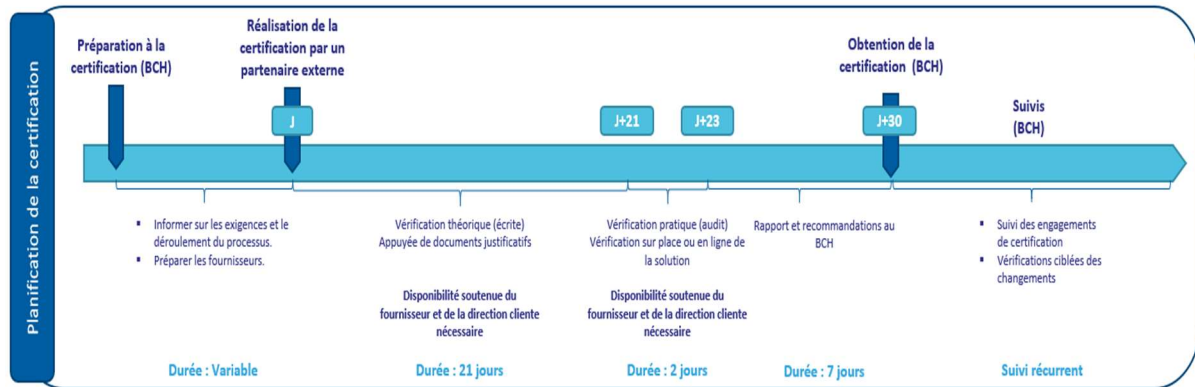 Planification de la certification
Préparation à la
certification (BCH)
Réalisation de la
certification par un
partenaire externe
Obtention de la
certification (BCH)
Suivis
(BCH)
J
J+21
J+23
J+30
▪ Informer sur les exigences et le
déroulement du processus.
▪ Préparer les fournisseurs.
Vérification théorique (écrite)
Appuyée de documents justificatifs
Disponibilité soutenue du
fournisseur et de la direction cliente
nécessaire
Vérification pratique (audit)
Vérification sur place ou en ligne de
la solution
Disponibilité soutenue du
fournisseur et de la direction cliente
nécessaire
Rapport et recommandations au
BCH
▪ Suivi des engagements
de certification
▪ Vérifications ciblées des
changements
Durée : Variable
Durée : 21 jours
Durée : 2 jours
Durée : 7 jours
Suivi récurrent